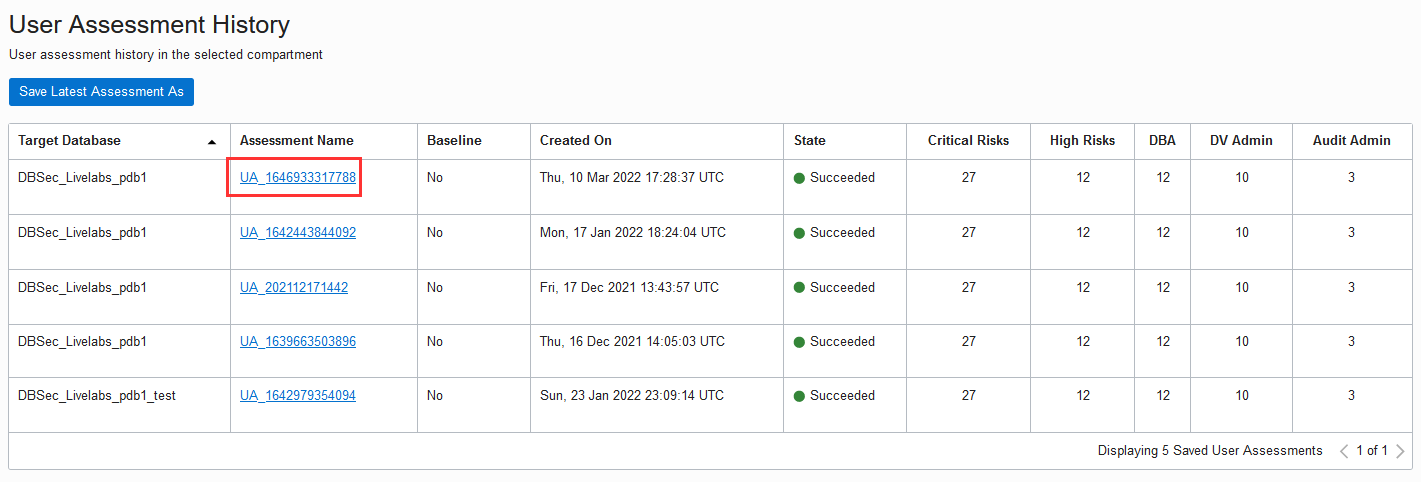 User Assessment History
User assessment history in the selected compartment
Save Latest Assessment As
Target Database Assessment Name Baseline Created On State Critical Risks High Risks DBA DV Admin Audit Admin
DBSec_Livelabs_pdb1 UA_1646933317788 No Thu, 10 Mar 2022 17:28:37 UTC Succeeded 27 12 12 10 3
DBSec_Livelabs_pdb1 UA_1642443844092 No Mon, 17 Jan 2022 18:24:04 UTC Succeeded 27 12 12 10 3
DBSec_Livelabs_pdb1 UA_202112171442 No Fri, 17 Dec 2021 13:43:57 UTC Succeeded 27 12 12 10 3
DBSec_Livelabs_pdb1 UA_1639663503896 No Thu, 16 Dec 2021 14:05:03 UTC Succeeded 27 12 12 10 3
DBSec_Livelabs_pdb1_test UA_1642979354094 No Sun, 23 Jan 2022 23:09:14 UTC Succeeded 27 12 12 10 3
Displaying 5 Saved User Assessments 1 of 1